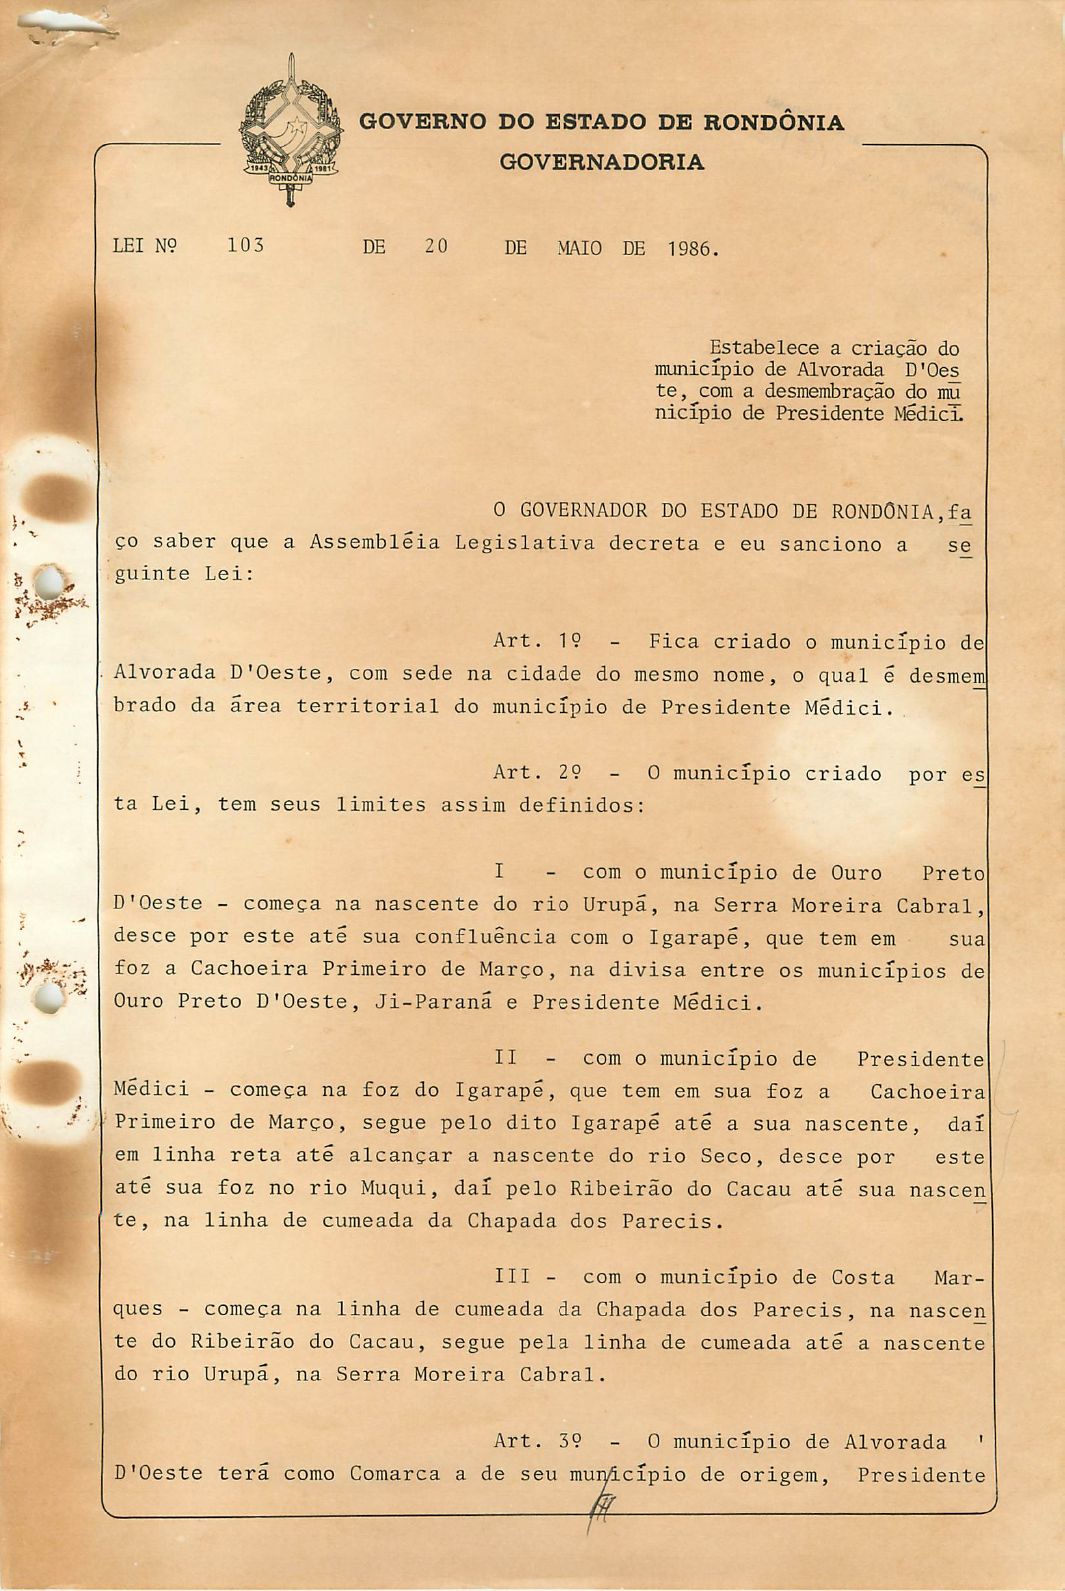 GOVERNO DO ESTADO DE RONDÔNIA
GOVERNADORIA
1943 1981
RONDÔNIA
LEI Nº 103 DE 20 DE MAIO DE 1986.
Estabelece a criação do
município de Alvorada D'Oes
te, com a desmembração do mu
nicípio de Presidente Médici.
O GOVERNADOR DO ESTADO DE RONDÔNIA, fa
ço saber que a Assembléia Legislativa decreta e eu sanciono a se
guinte Lei:
Art. 1º - Fica criado o município de
Alvorada D'Oeste, com sede na cidade do mesmo nome, o qual é desmem
brado da área territorial do município de Presidente Médici.
Art. 2º - O município criado por es
ta Lei, tem seus limites assim definidos:
I - com o município de Ouro Preto
D'Oeste - começa na nascente do rio Urupá, na Serra Moreira Cabral,
desce por este até sua confluência com o Igarapé, que tem em sua
foz a Cachoeira Primeiro de Março, na divisa entre os municípios de
Ouro Preto D'Oeste, Ji-Paraná e Presidente Médici.
II - com o município de Presidente
Médici - começa na foz do Igarapé, que tem em sua foz a Cachoeira
Primeiro de Março, segue pelo dito Igarapé até a sua nascente, daí
em linha reta até alcançar a nascente do rio Seco, desce por este
até sua foz no rio Muqui, daí pelo Ribeirão do Cacau até sua nascen
te, na linha de cumeada da Chapada dos Parecis.
III - com o município de Costa Mar-
ques - começa na linha de cumeada da Chapada dos Parecis, na nascen
te do Ribeirão do Cacau, segue pela linha de cumeada até a nascente
do rio Urupá, na Serra Moreira Cabral.
Art. 3º - O município de Alvorada '
D'Oeste terá como Comarca a de seu município de origem, Presidente